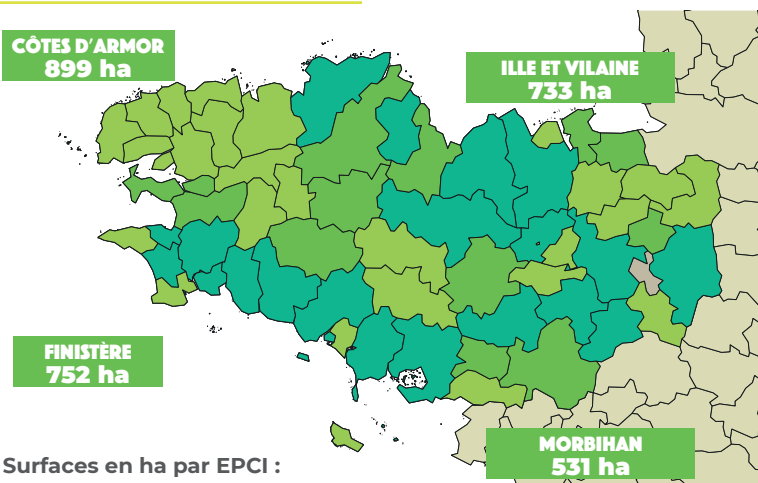 CÔTES D'ARMOR
899 ha
ILLE ET VILAINE
733 ha
FINISTÈRE
752 ha
MORBIHAN
531 ha
Surfaces en ha par EPCI :